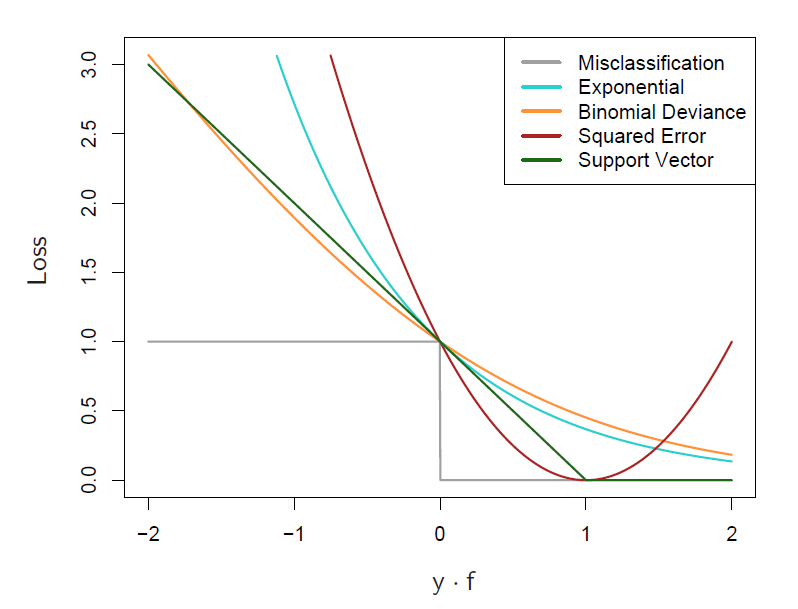 Misclassification
Exponential
Binomial Deviance
Squared Error
Support Vector
Loss
3.0
2.5
2.0
1.5
1.0
0.5
0.0
−2 −1 0 1 2
y · f